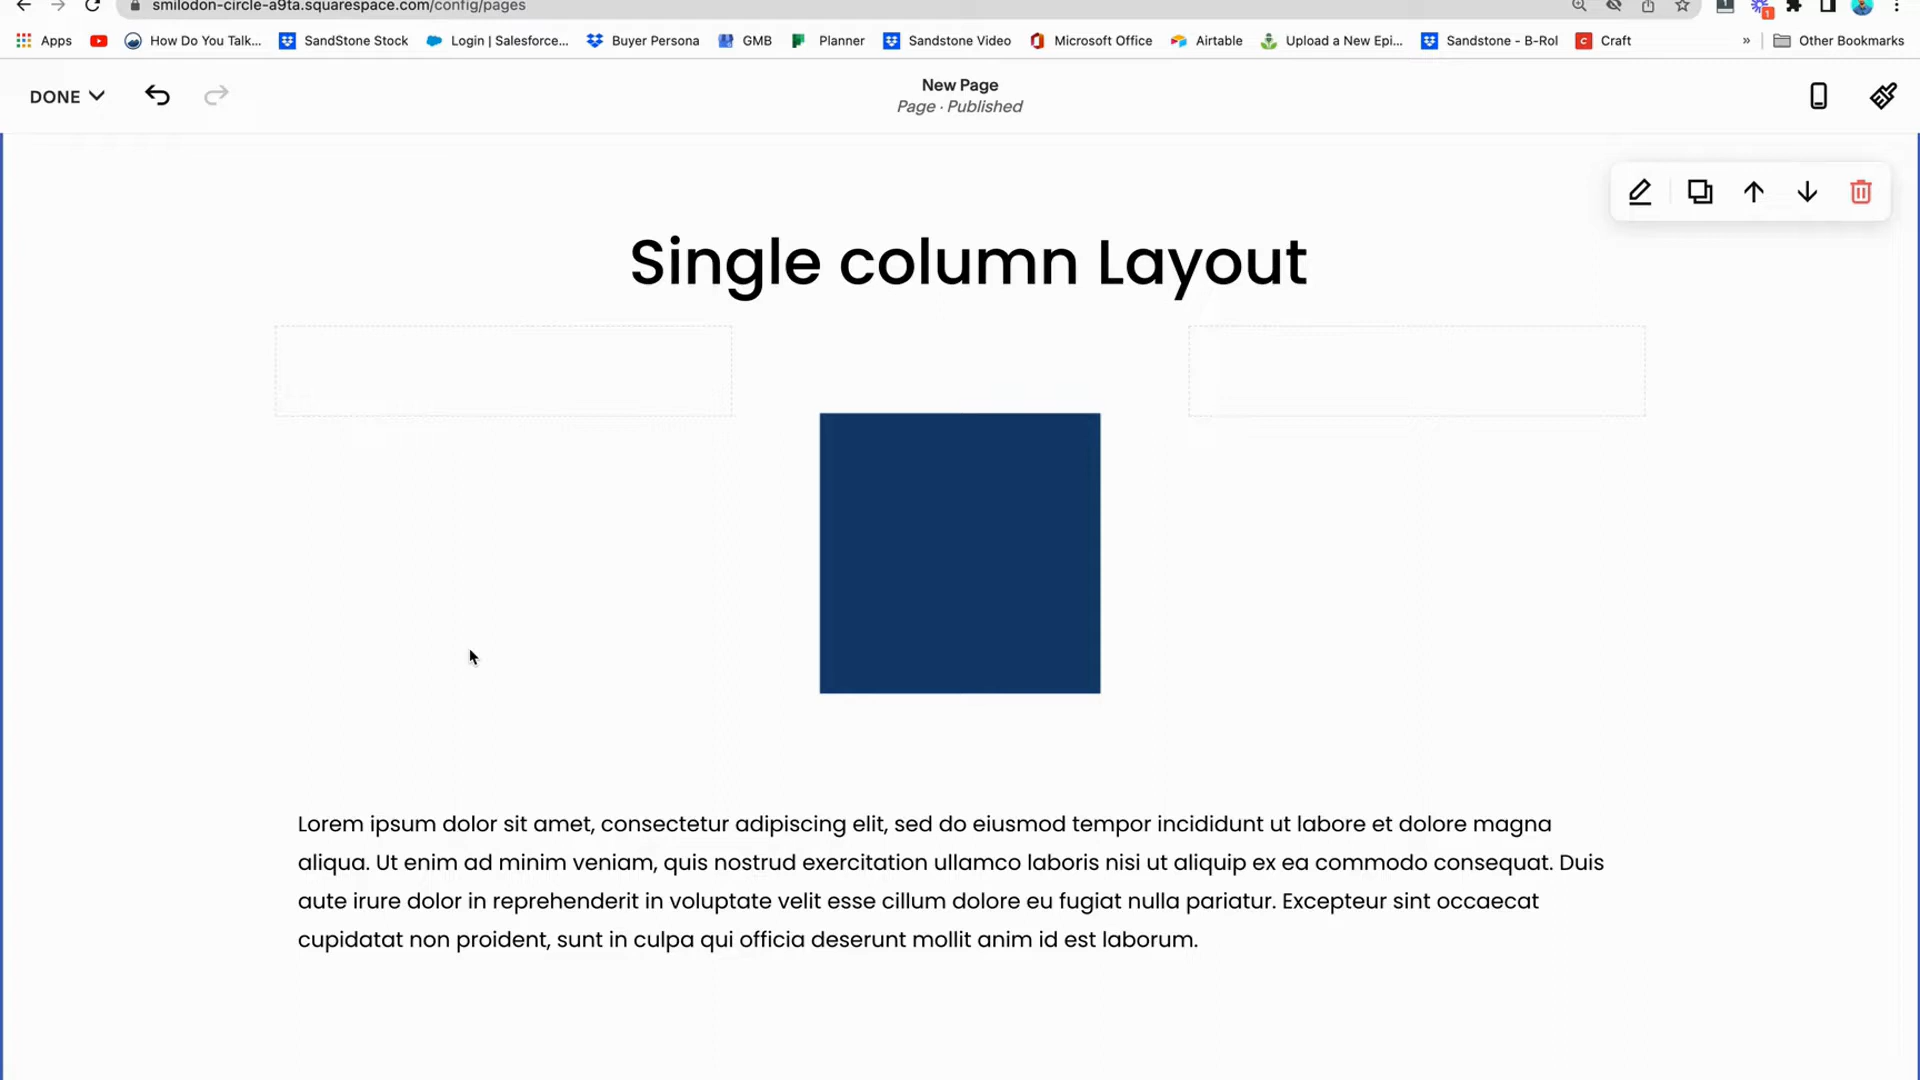 smilodon-circle-a9ta.squarespace.com/config/pages
1
Apps
How Do You Talk...
SandStone Stock
Login | Salesforce...
Buyer Persona
GMB
Planner
Sandstone Video
Microsoft Office
Airtable
Upload a New Epi...
Sandstone - B-Rol
Craft
»
Other Bookmarks
DONE
New Page
Page · Published
Single column Layout
Lorem ipsum dolor sit amet, consectetur adipiscing elit, sed do eiusmod tempor incididunt ut labore et dolore magna
aliqua. Ut enim ad minim veniam, quis nostrud exercitation ullamco laboris nisi ut aliquip ex ea commodo consequat. Duis
aute irure dolor in reprehenderit in voluptate velit esse cillum dolore eu fugiat nulla pariatur. Excepteur sint occaecat
cupidatat non proident, sunt in culpa qui officia deserunt mollit anim id est laborum.